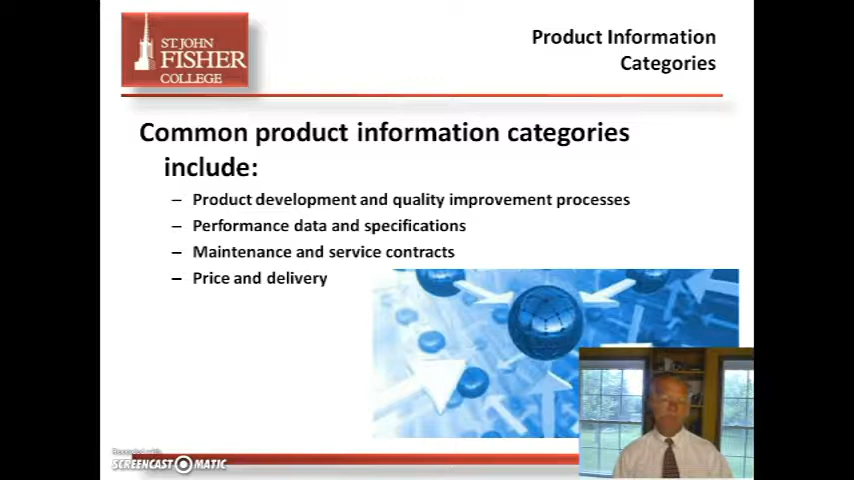 ST. JOHN
FISHER
COLLEGE
Product Information
Categories
Common product information categories
include:
– Product development and quality improvement processes
– Performance data and specifications
– Maintenance and service contracts
– Price and delivery
SCREENCAST MATIC